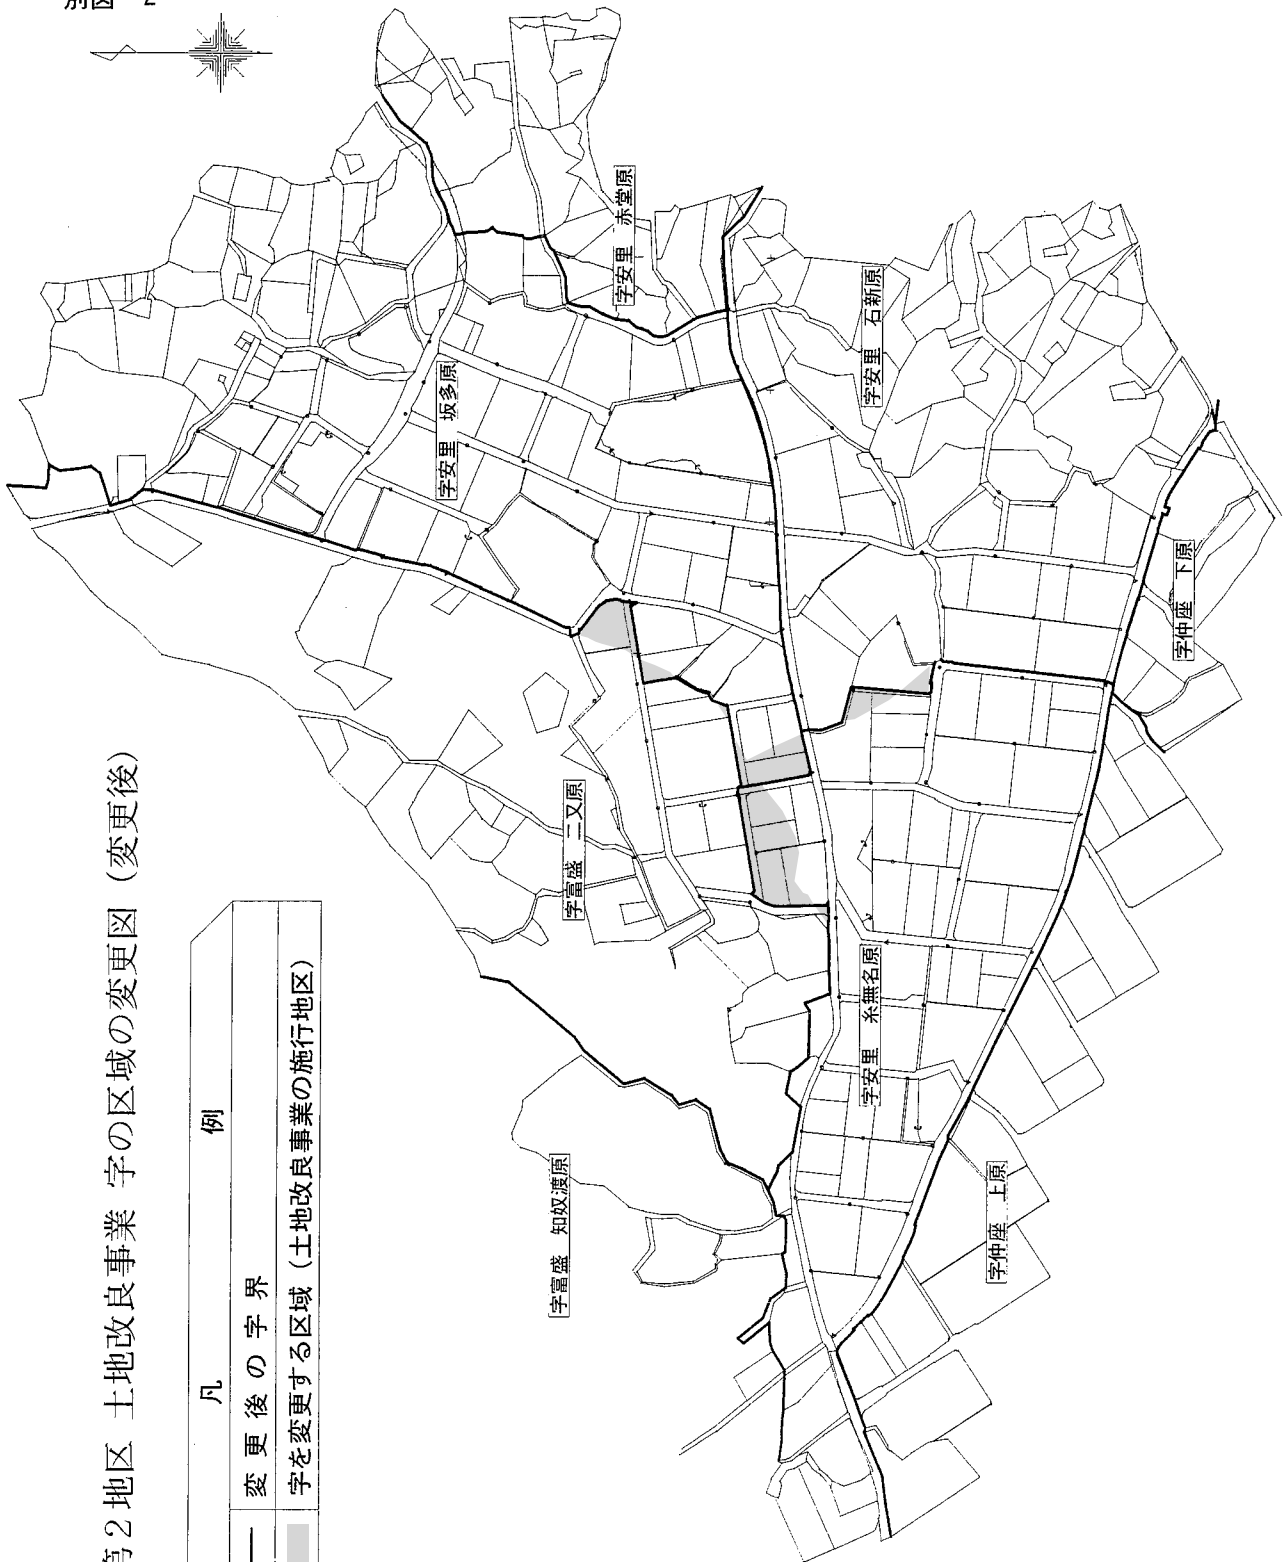 別図 2
第2地区 土地改良事業 字の区域の変更図（変更後）
凡 例
変更後の字界
字を変更する区域（土地改良事業の施行地区）
字安里 赤堂原
字安里 坂多原
字安里 石新原
字仲座 下原
字富盛 二又原
字安里 糸無名原
字富盛 知奴渡原
字仲座 上原